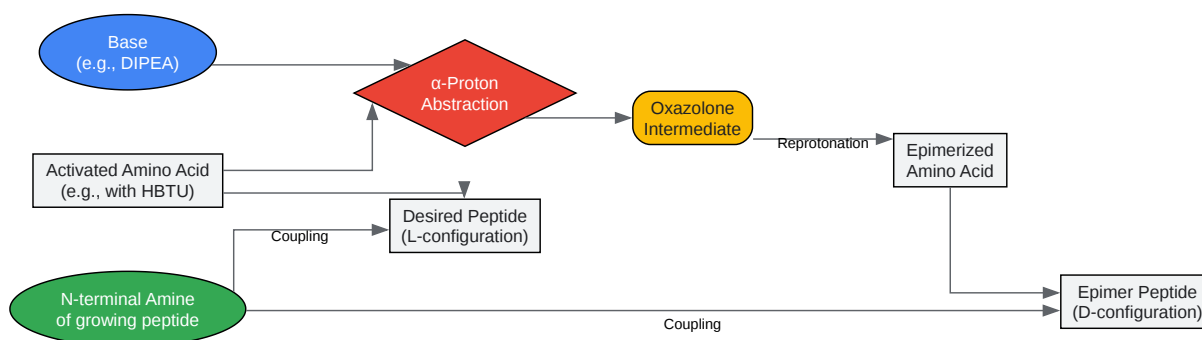 Base
(e.g., DIPEA)
α-Proton
Abstraction
Oxazolone
Intermediate
Reprotonation
Epimerized
Amino Acid
Activated Amino Acid
(e.g., with HBTU)
Desired Peptide
(L-configuration)
Coupling
N-terminal Amine
of growing peptide
Coupling
Epimer Peptide
(D-configuration)